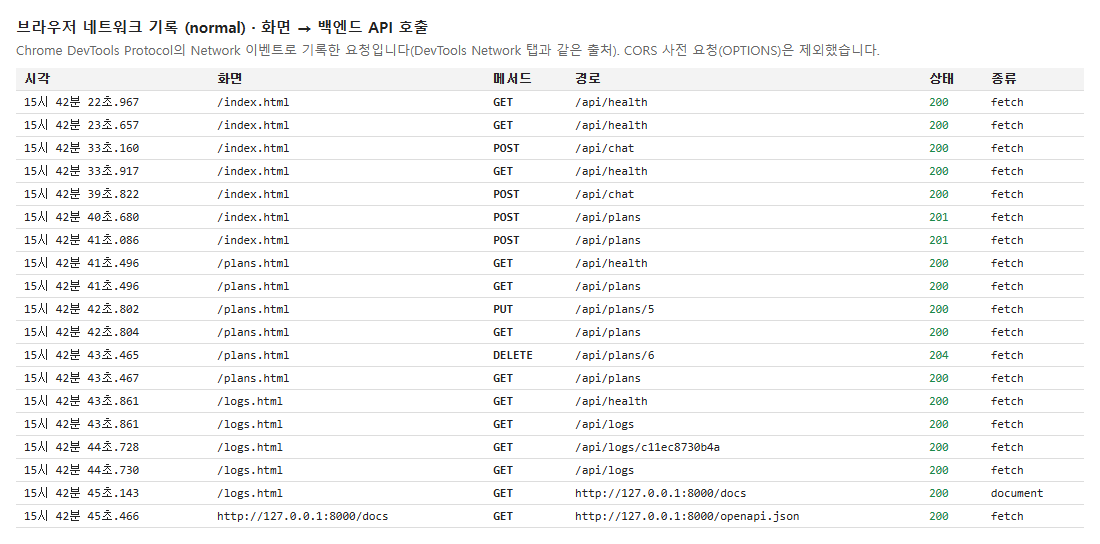 브라우저 네트워크 기록 (normal) · 화면 → 백엔드 API 호출
Chrome DevTools Protocol의 Network 이벤트로 기록한 요청입니다(DevTools Network 탭과 같은 출처). CORS 사전 요청(OPTIONS)은 제외했습니다.
시각 화면 메서드 경로 상태 종류
15시 42분 22초.967 /index.html GET /api/health 200 fetch
15시 42분 23초.657 /index.html GET /api/health 200 fetch
15시 42분 33초.160 /index.html POST /api/chat 200 fetch
15시 42분 33초.917 /index.html GET /api/health 200 fetch
15시 42분 39초.822 /index.html POST /api/chat 200 fetch
15시 42분 40초.680 /index.html POST /api/plans 201 fetch
15시 42분 41초.086 /index.html POST /api/plans 201 fetch
15시 42분 41초.496 /plans.html GET /api/health 200 fetch
15시 42분 41초.496 /plans.html GET /api/plans 200 fetch
15시 42분 42초.802 /plans.html PUT /api/plans/5 200 fetch
15시 42분 42초.804 /plans.html GET /api/plans 200 fetch
15시 42분 43초.465 /plans.html DELETE /api/plans/6 204 fetch
15시 42분 43초.467 /plans.html GET /api/plans 200 fetch
15시 42분 43초.861 /logs.html GET /api/health 200 fetch
15시 42분 43초.861 /logs.html GET /api/logs 200 fetch
15시 42분 44초.728 /logs.html GET /api/logs/c11ec8730b4a 200 fetch
15시 42분 44초.730 /logs.html GET /api/logs 200 fetch
15시 42분 45초.143 /logs.html GET http://127.0.0.1:8000/docs 200 document
15시 42분 45초.466 http://127.0.0.1:8000/docs GET http://127.0.0.1:8000/openapi.json 200 fetch